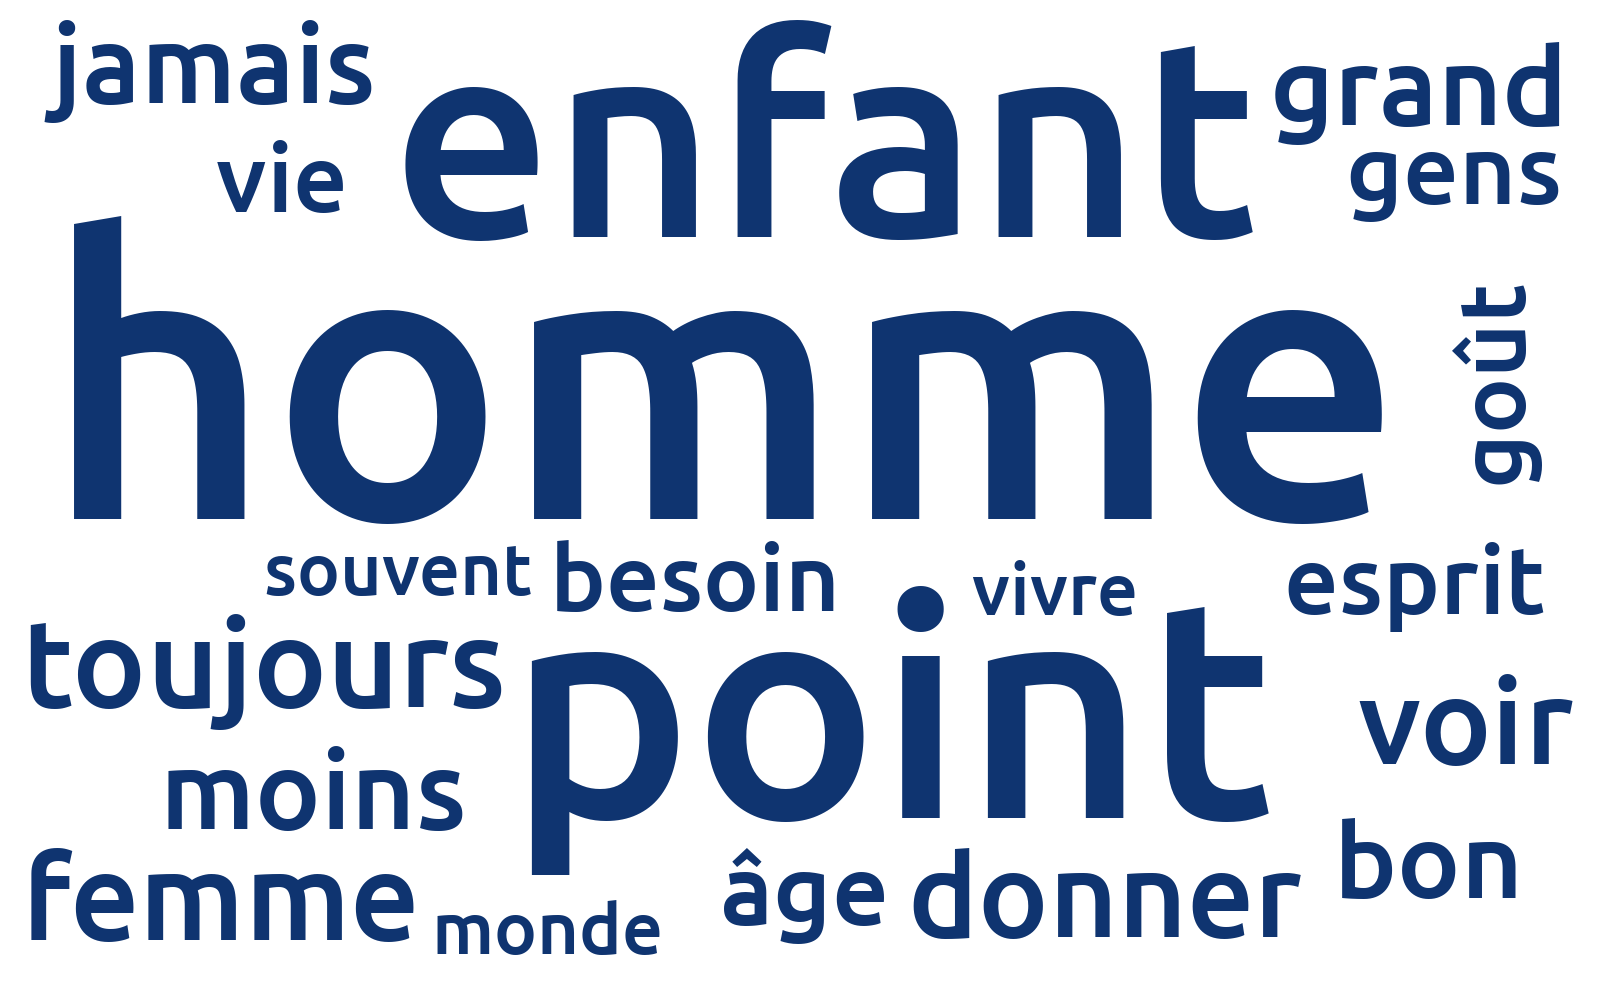 jamais
enfant
grand
vie
gens
homme
goût
souvent
besoin
vivre
esprit
toujours
point
voir
moins
bon
femme
monde
âge
donner